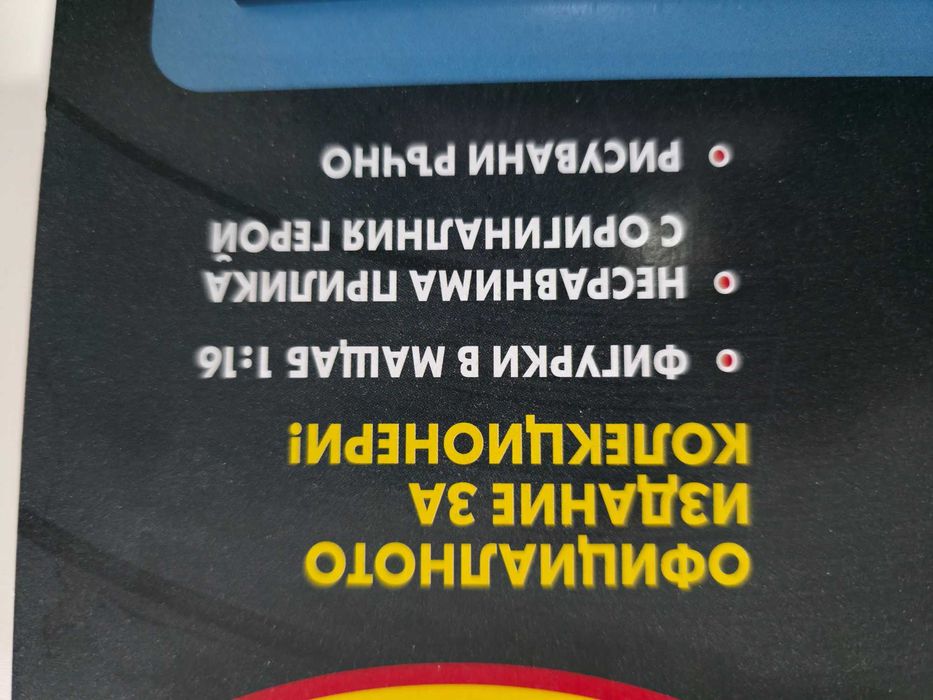 ОФИЦИАЛНОТО
ИЗДАНИЕ ЗА
КОЛЕКЦИОНЕРИ!
• ФИГУРКИ В МАЩАБ 1:16
• НЕСРАВНИМА ПРИЛИКА
С ОРИГИНАЛНИЯ ГЕРОЙ
• РИСУВАНИ РЪЧНО